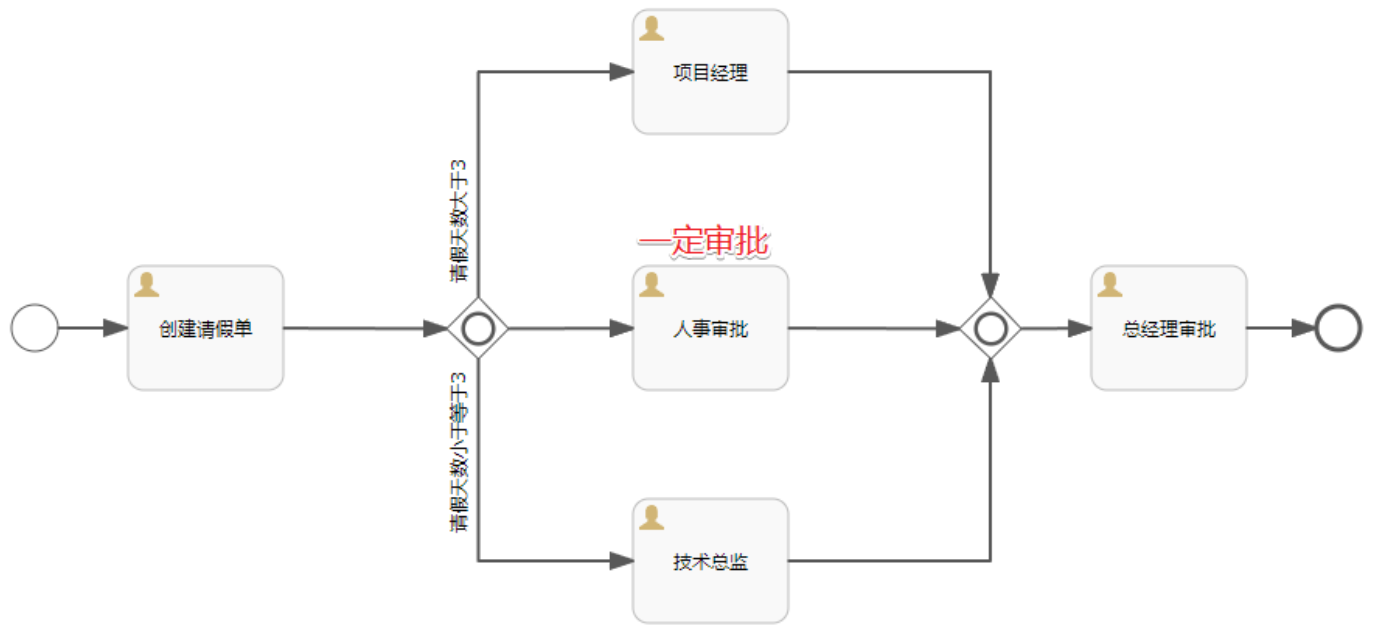 项目经理
请假天数大于3
一定审批
创建请假单
人事审批
总经理审批
请假天数小于等于3
技术总监